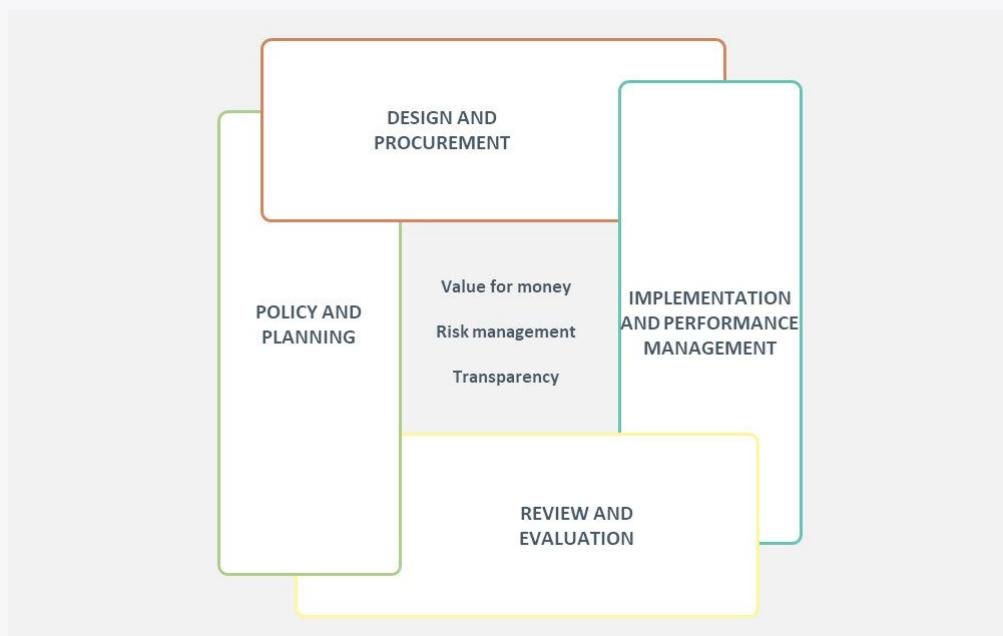 DESIGN AND
PROCUREMENT
POLICY AND
PLANNING
Value for money
Risk management
Transparency
IMPLEMENTATION
AND PERFORMANCE
MANAGEMENT
REVIEW AND
EVALUATION